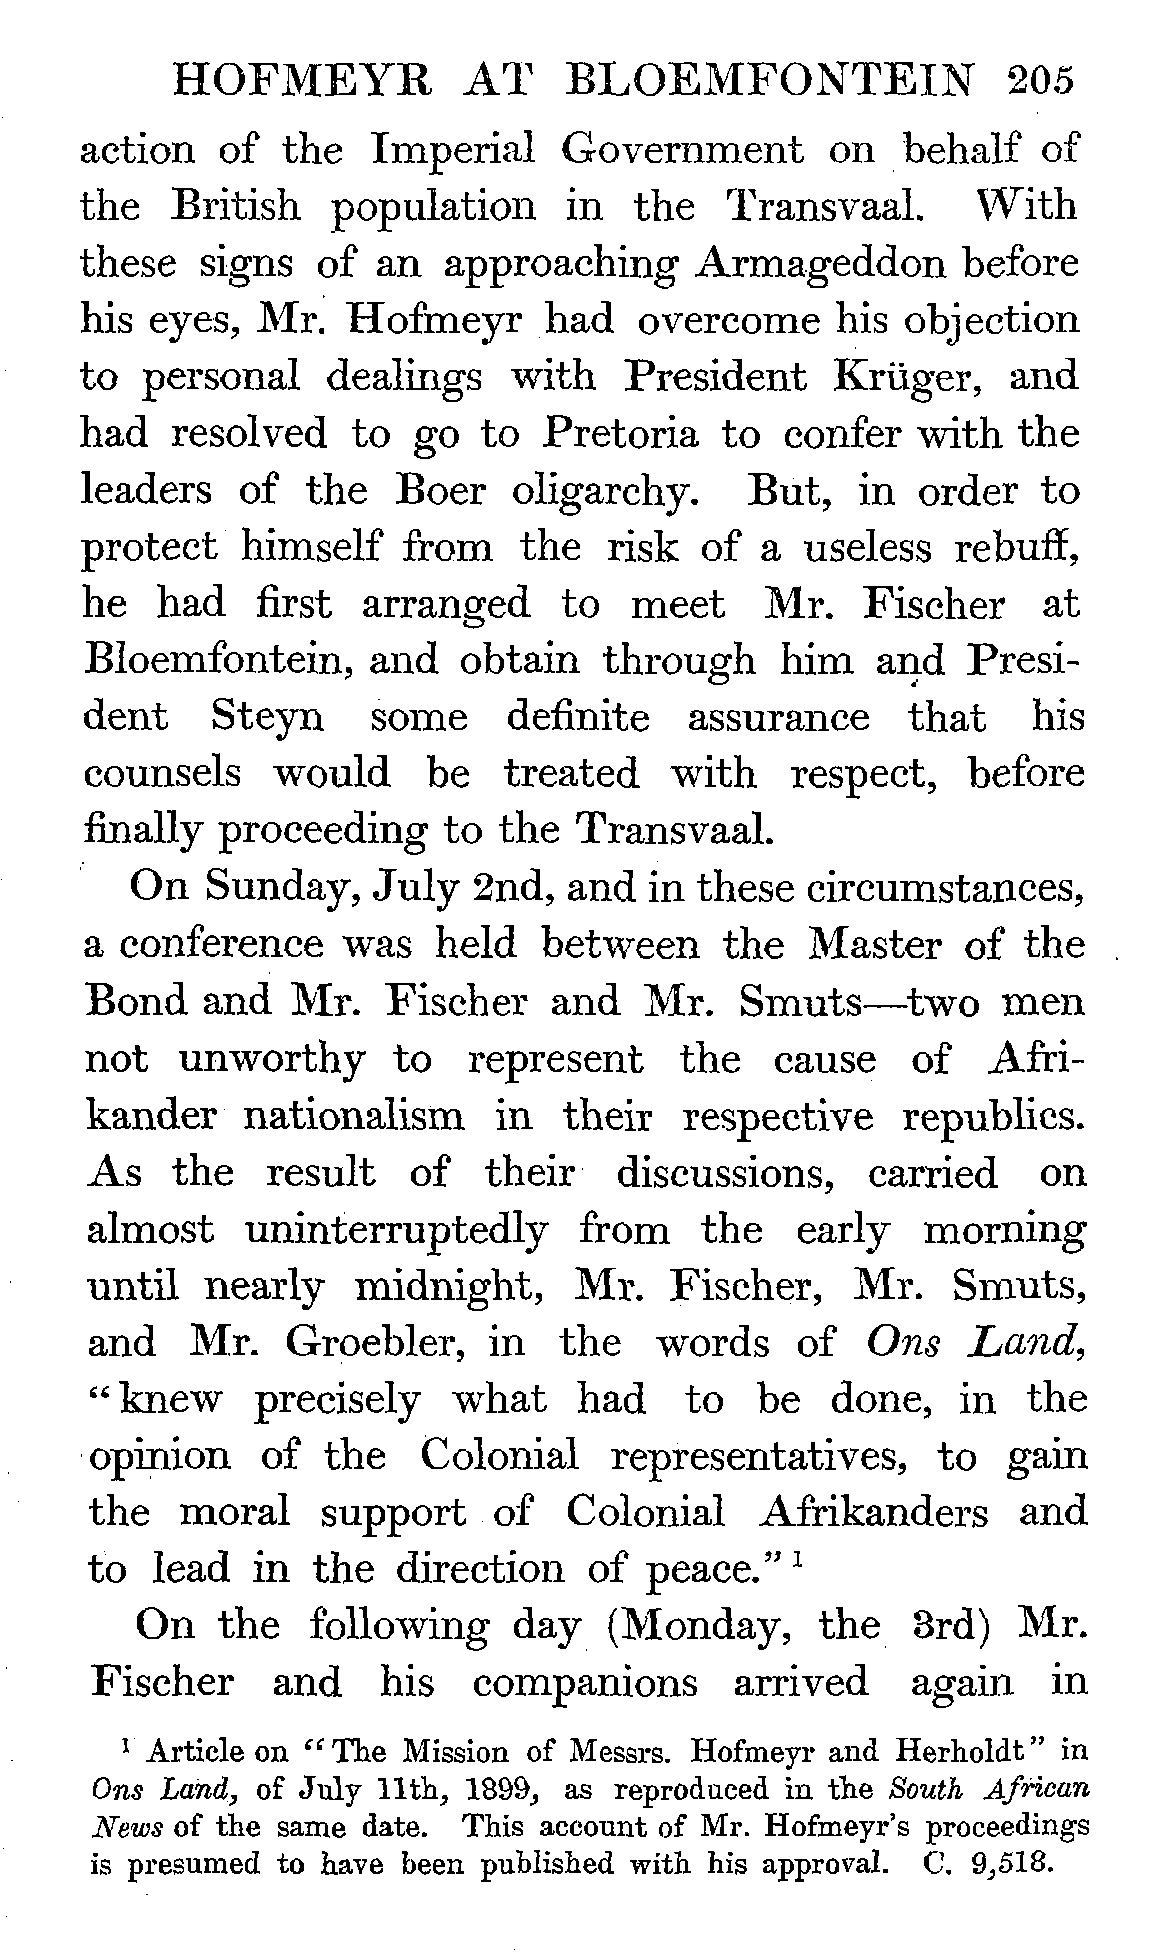 HOFMEYR AT BLOEMFONTEIN 205
action of the Imperial Government on behalf of
the British population in the Transvaal. With
these signs of an approaching Armageddon before
his eyes, Mr. Hofmeyr had overcome his objection
to personal dealings with President Krüger, and
had resolved to go to Pretoria to confer with the
leaders of the Boer oligarchy. But, in order to
protect himself from the risk of a useless rebuff,
he had first arranged to meet Mr. Fischer at
Bloemfontein, and obtain through him and Presi-
dent Steyn some definite assurance that his
counsels would be treated with respect, before
finally proceeding to the Transvaal.
On Sunday, July 2nd, and in these circumstances,
a conference was held between the Master of the
Bond and Mr. Fischer and Mr. Smuts—two men
not unworthy to represent the cause of Afri-
kander nationalism in their respective republics.
As the result of their discussions, carried on
almost uninterruptedly from the early morning
until nearly midnight, Mr. Fischer, Mr. Smuts,
and Mr. Groebler, in the words of Ons Land,
“knew precisely what had to be done, in the
opinion of the Colonial representatives, to gain
the moral support of Colonial Afrikanders and
to lead in the direction of peace.” ¹
On the following day (Monday, the 3rd) Mr.
Fischer and his companions arrived again in
¹ Article on “The Mission of Messrs. Hofmeyr and Herholdt” in
Ons Land, of July 11th, 1899, as reproduced in the South African
News of the same date. This account of Mr. Hofmeyr’s proceedings
is presumed to have been published with his approval. C. 9,518.